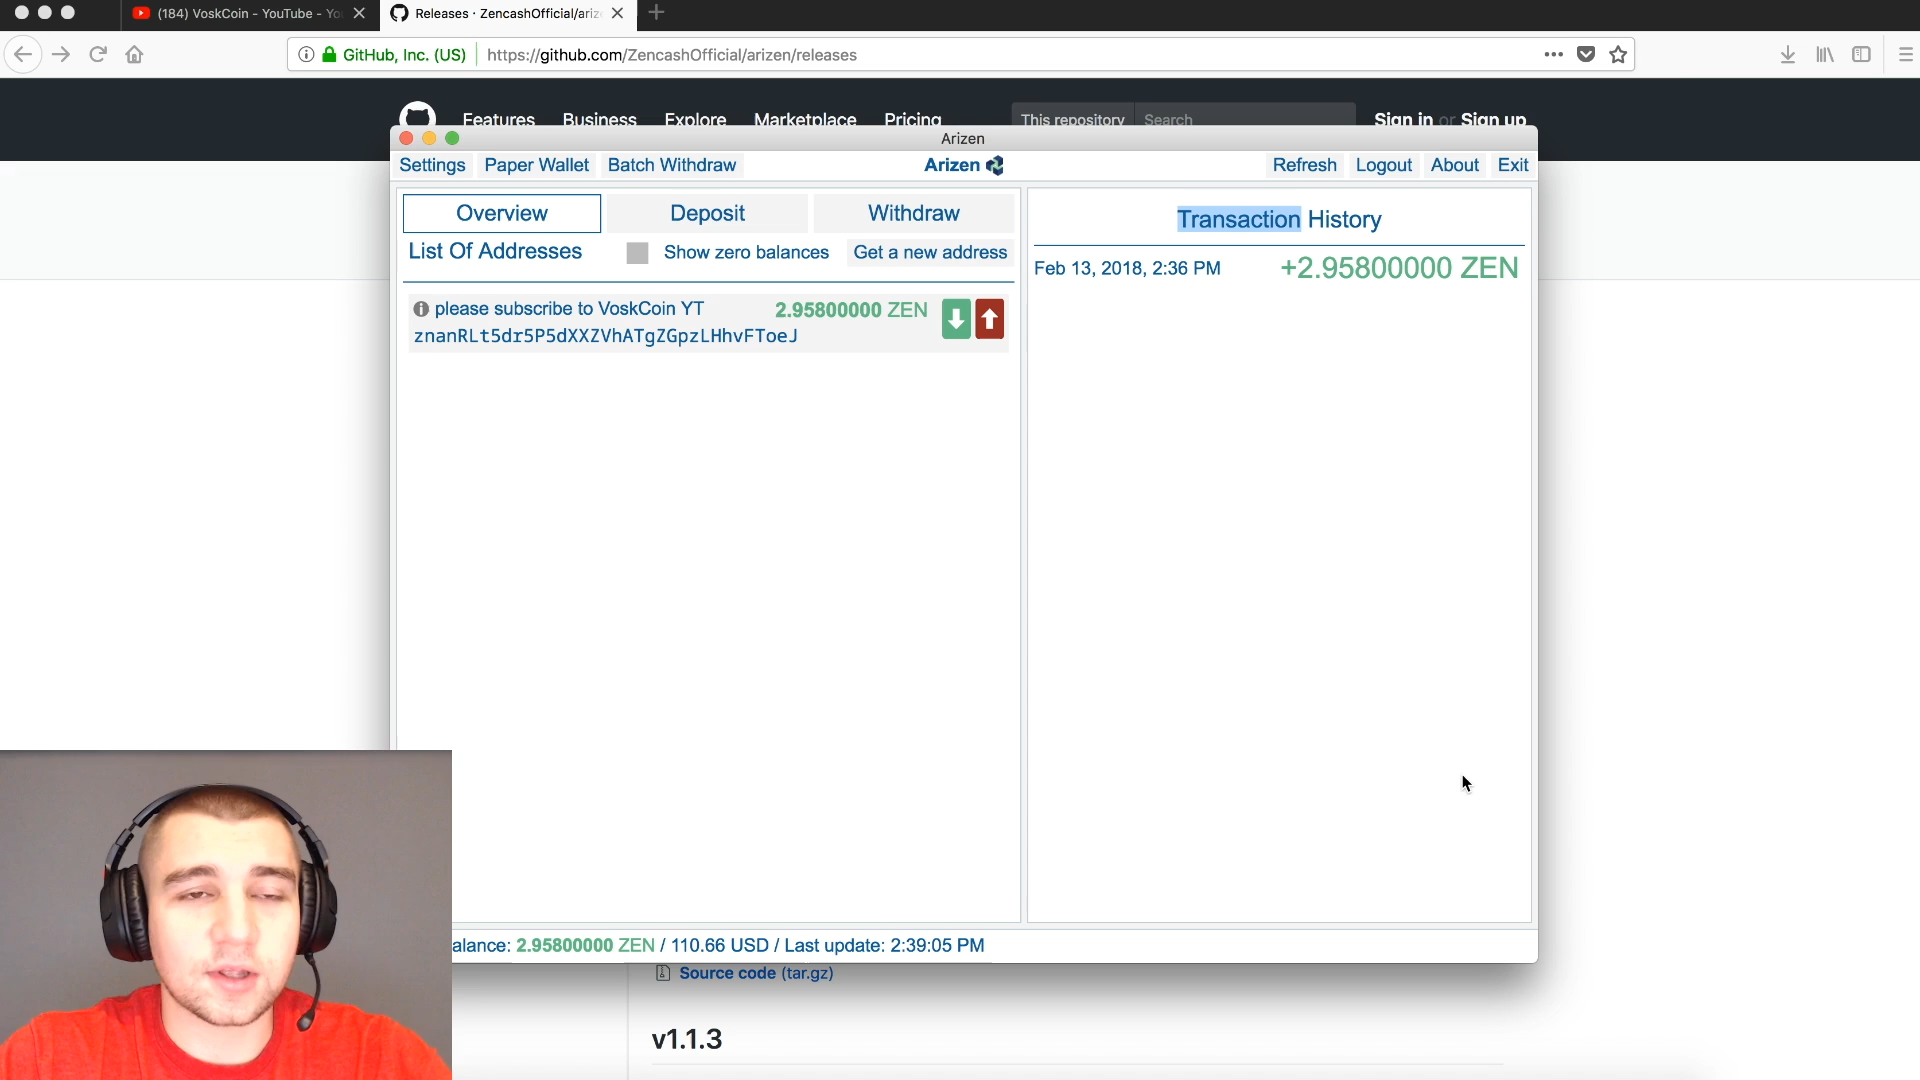 (184) VoskCoin - YouTube - Yo
Releases · ZencashOfficial/ariz
GitHub, Inc. (US)
https://github.com/ZencashOfficial/arizen/releases
Features Business Explore Marketplace Pricing
This repository Search
Sign in or Sign up
Arizen
Settings Paper Wallet Batch Withdraw
Arizen
Refresh Logout About Exit
Overview Deposit Withdraw
List Of Addresses Show zero balances Get a new address
please subscribe to VoskCoin YT 2.95800000 ZEN
znanRLt5dr5P5dXXZVhATgZGpzLHhvFToeJ
Transaction History
Feb 13, 2018, 2:36 PM +2.95800000 ZEN
alance: 2.95800000 ZEN / 110.66 USD / Last update: 2:39:05 PM
Source code (tar.gz)
v1.1.3